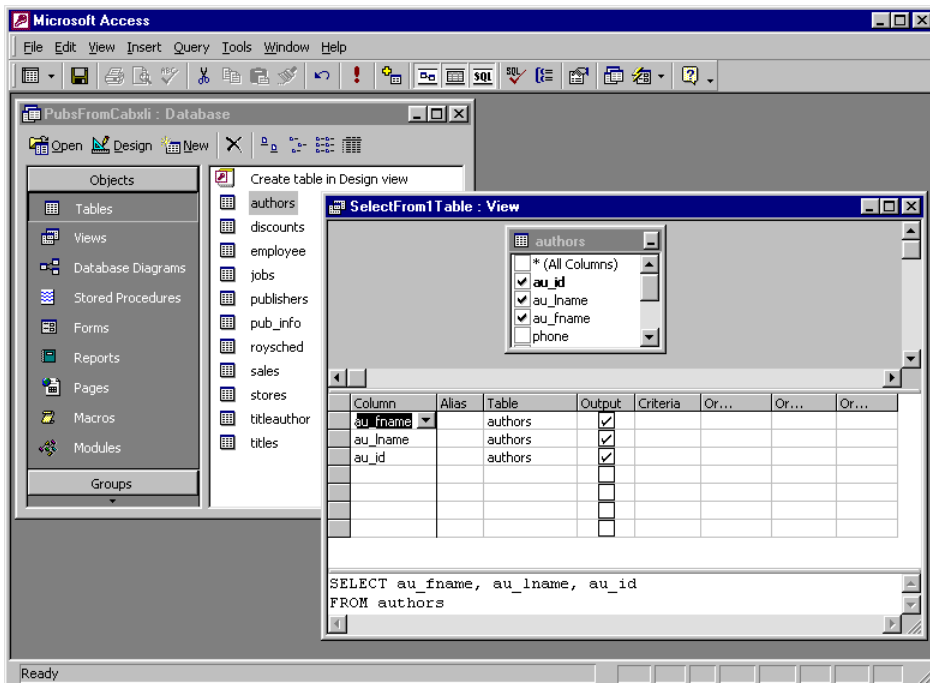 Microsoft Access
File Edit View Insert Query Tools Window Help
SQL SQL
PubsFromCabxli : Database
Open Design New
Objects
Tables
Views
Database Diagrams
Stored Procedures
Forms
Reports
Pages
Macros
Modules
Groups
Create table in Design view
authors
discounts
employee
jobs
publishers
pub_info
roysched
sales
stores
titleauthor
titles
SelectFrom1Table : View
authors
* (All Columns)
au_id
au_lname
au_fname
phone
Column Alias Table Output Criteria Or... Or... Or...
au_fname authors
au_lname authors
au_id authors
SELECT au_fname, au_lname, au_id
FROM authors
Ready